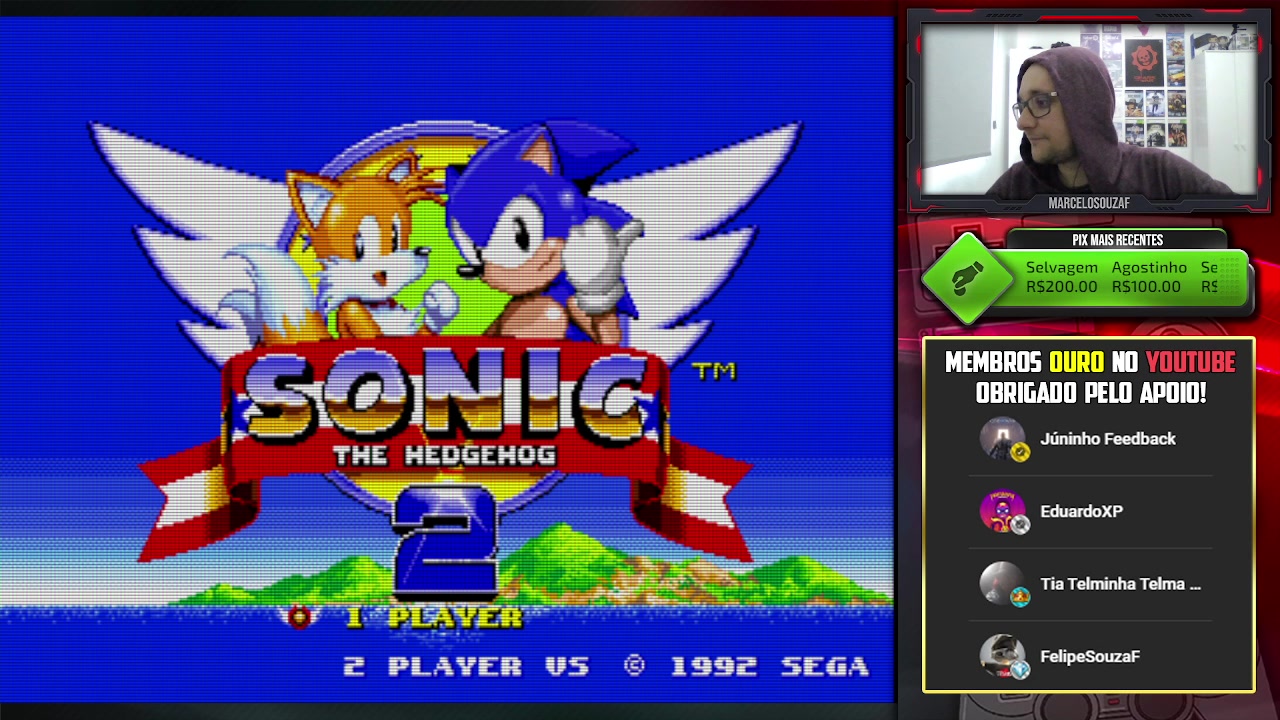 SONIC
TM
THE HEDGEHOG
2
1 PLAYER
2 PLAYER VS © 1992 SEGA
MARCELOSOUZAF
PIX MAIS RECENTES
Selvagem Agostinho Se
R$200.00 R$100.00 R$
MEMBROS OURO NO YOUTUBE
OBRIGADO PELO APOIO!
Júninho Feedback
EduardoXP
Tia Telminha Telma ...
FelipeSouzaF